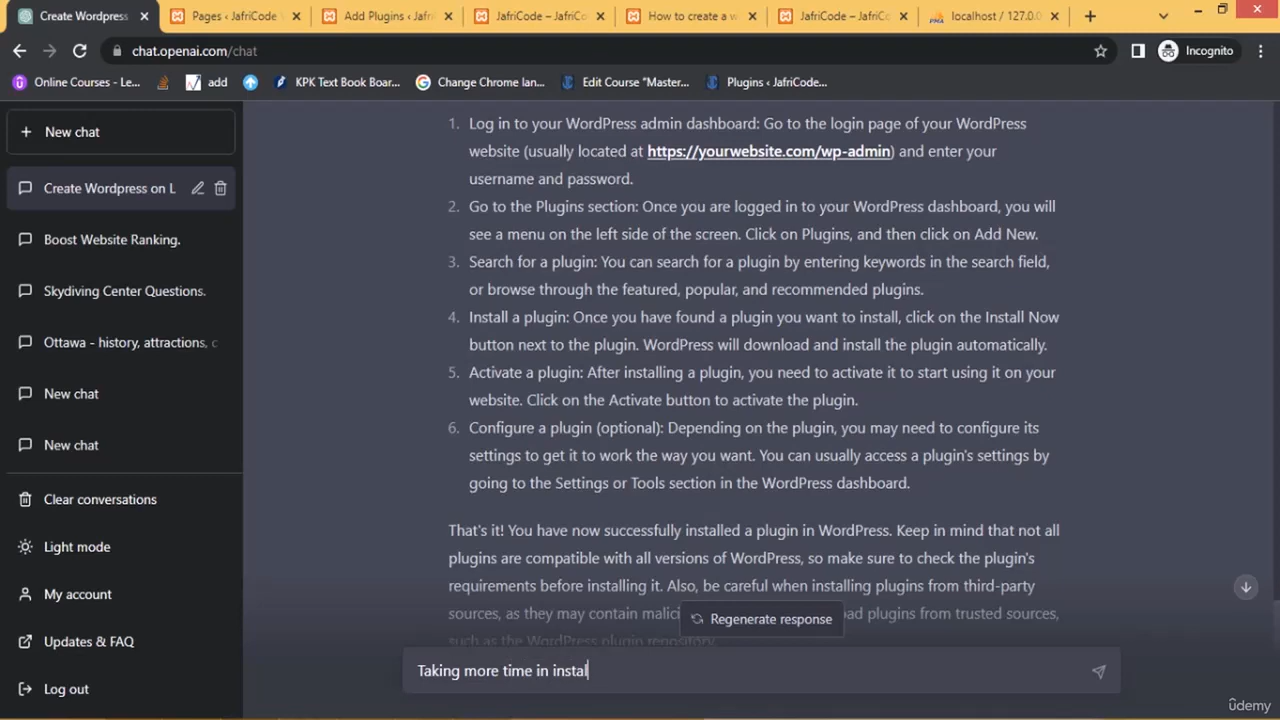 Create Wordpress
Pages ‹ JafriCode
Add Plugins ‹ Jafri
JafriCode – JafriC
How to create a w
JafriCode – JafriC
localhost / 127.0.0
chat.openai.com/chat
Incognito
Online Courses - Le...
add
KPK Text Book Boar...
Change Chrome lan...
Edit Course "Master...
Plugins ‹ JafriCode...
New chat
Create Wordpress on L
Boost Website Ranking.
Skydiving Center Questions.
Ottawa - history, attractions, c
New chat
New chat
Clear conversations
Light mode
My account
Updates & FAQ
Log out
1. Log in to your WordPress admin dashboard: Go to the login page of your WordPress
website (usually located at https://yourwebsite.com/wp-admin) and enter your
username and password.
2. Go to the Plugins section: Once you are logged in to your WordPress dashboard, you will
see a menu on the left side of the screen. Click on Plugins, and then click on Add New.
3. Search for a plugin: You can search for a plugin by entering keywords in the search field,
or browse through the featured, popular, and recommended plugins.
4. Install a plugin: Once you have found a plugin you want to install, click on the Install Now
button next to the plugin. WordPress will download and install the plugin automatically.
5. Activate a plugin: After installing a plugin, you need to activate it to start using it on your
website. Click on the Activate button to activate the plugin.
6. Configure a plugin (optional): Depending on the plugin, you may need to configure its
settings to get it to work the way you want. You can usually access a plugin's settings by
going to the Settings or Tools section in the WordPress dashboard.
That's it! You have now successfully installed a plugin in WordPress. Keep in mind that not all
plugins are compatible with all versions of WordPress, so make sure to check the plugin's
requirements before installing it. Also, be careful when installing plugins from third-party
sources, as they may contain malici
ad plugins from trusted sources,
such as the WordPress plugin repository.
Regenerate response
Taking more time in instal
ûdemy